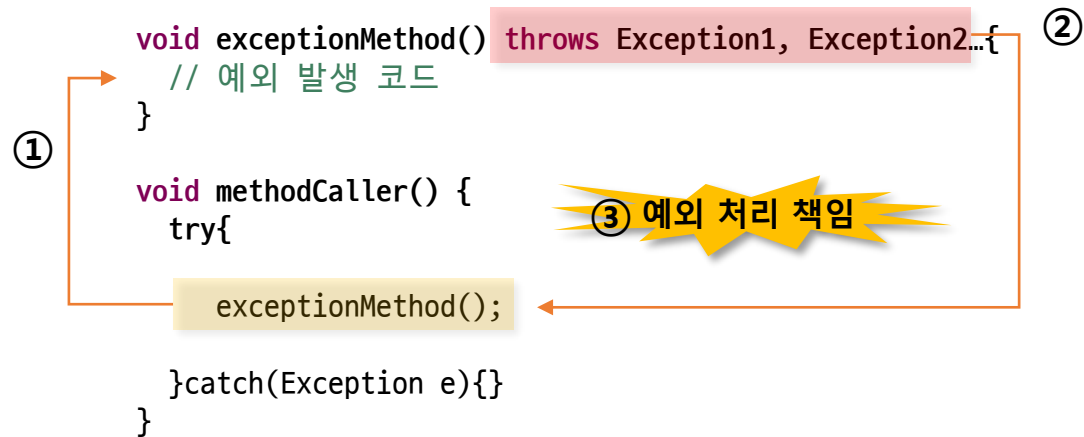 ②
void exceptionMethod() throws Exception1, Exception2…{
// 예외 발생 코드
}
①
void methodCaller() {
try{
③ 예외 처리 책임
exceptionMethod();
}catch(Exception e){}
}